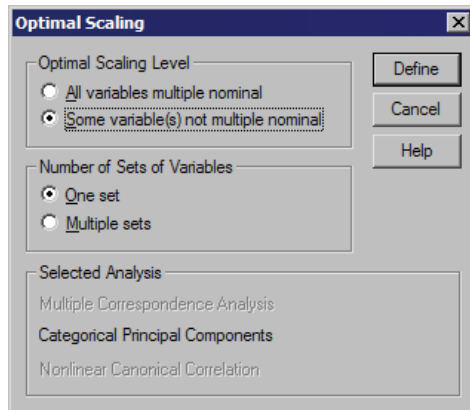 Optimal Scaling
Optimal Scaling Level
All variables multiple nominal
Some variable(s) not multiple nominal
Define
Cancel
Help
Number of Sets of Variables
One set
Multiple sets
Selected Analysis
Multiple Correspondence Analysis
Categorical Principal Components
Nonlinear Canonical Correlation